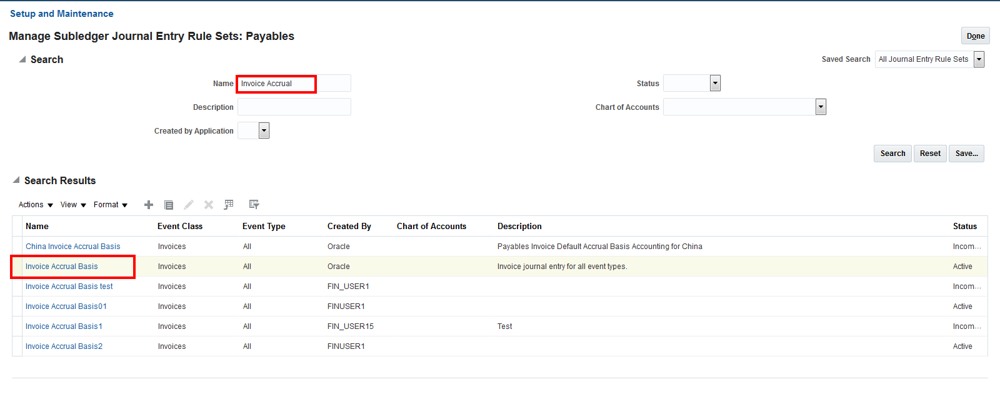 Setup and Maintenance
Manage Subledger Journal Entry Rule Sets: Payables
Done
Search
Saved Search All Journal Entry Rule Sets
Name Invoice Accrual
Status
Description
Chart of Accounts
Created by Application
Search Reset Save...
Search Results
Actions View Format
Name Event Class Event Type Created By Chart of Accounts Description Status
China Invoice Accrual Basis Invoices All Oracle Payables Invoice Default Accrual Basis Accounting for China Incom...
Invoice Accrual Basis Invoices All Oracle Invoice journal entry for all event types. Active
Invoice Accrual Basis test Invoices All FIN_USER1 Incom...
Invoice Accrual Basis01 Invoices All FINUSER1 Active
Invoice Accrual Basis1 Invoices All FIN_USER15 Test Incom...
Invoice Accrual Basis2 Invoices All FINUSER1 Active